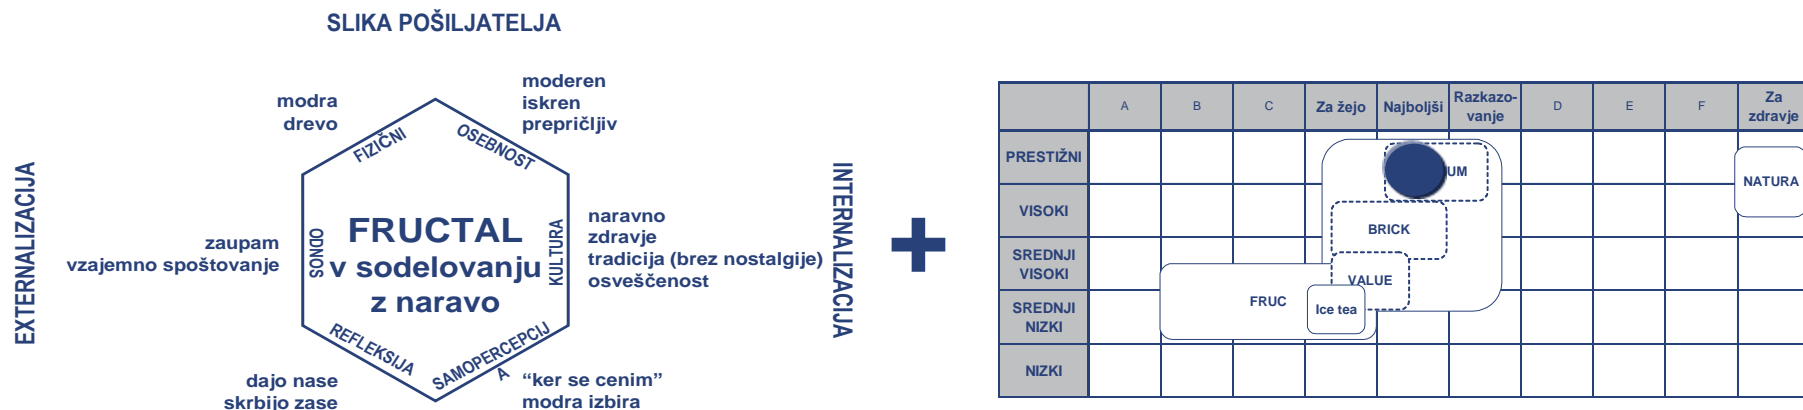 SLIKA POŠILJATELJA
EXTERNALIZACIJA
modra
drevo
moderen
iskren
prepričljiv
FIZIČNI
OSEBNOST
zaupam
vzajemno spoštovanje
ODNOS
FRUCTAL
v sodelovanju
z naravo
KULTURA
naravno
zdravje
tradicija (brez nostalgije)
osveščenost
REFLEKSIJA
SAMOPERCEPCIJ
A
dajo nase
skrbijo zase
“ker se cenim”
modra izbira
INTERNALIZACIJA
+
A B C Za žejo Najboljši Razkazo-
vanje D E F Za
zdravje
PRESTIŽNI
UM
NATURA
VISOKI
BRICK
SREDNJI
VISOKI
VALUE
FRUC
Ice tea
SREDNJI
NIZKI
NIZKI